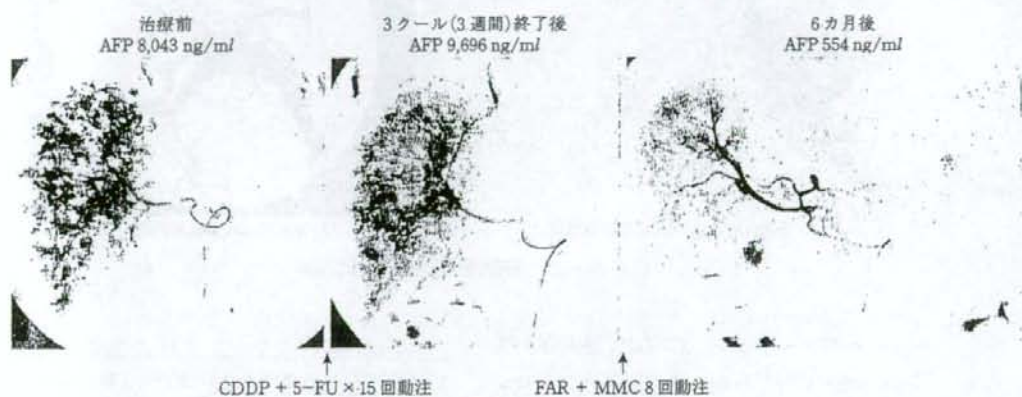 治療前
AFP 8,043 ng/ml
3クール(3週間)終了後
AFP 9,696 ng/ml
6カ月後
AFP 554 ng/ml
CDDP + 5-FU × 15 回動注
FAR + MMC 8 回動注